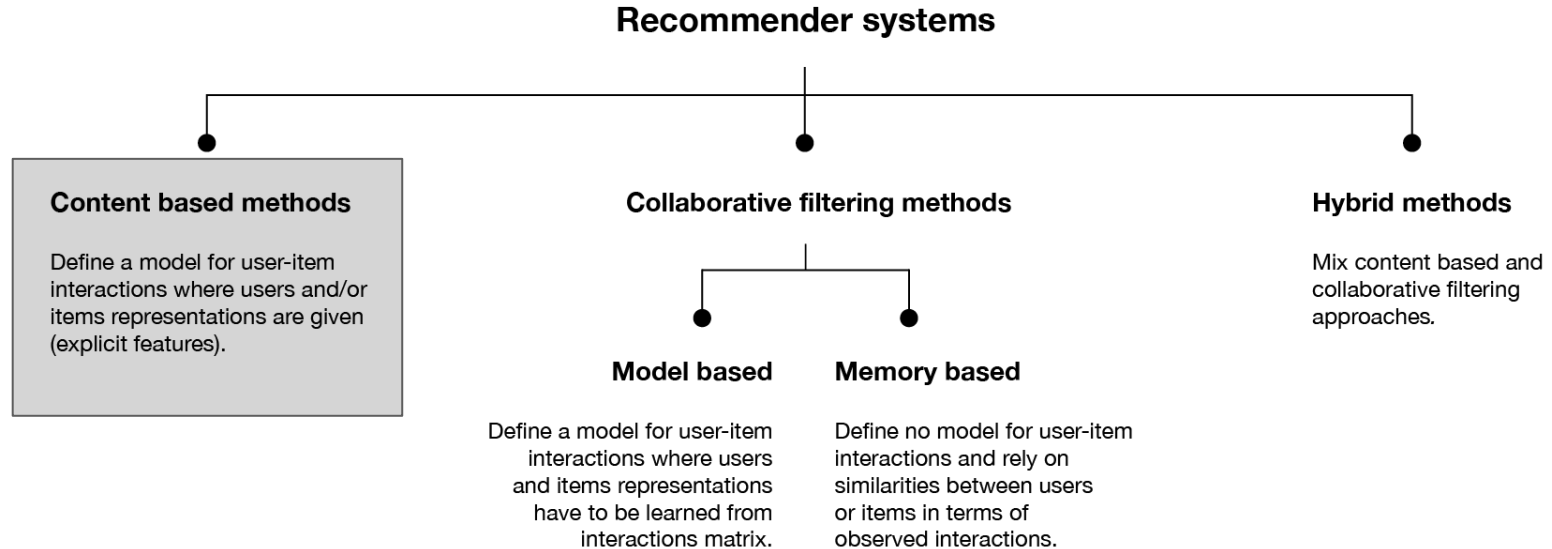 Recommender systems
Content based methods
Define a model for user-item
interactions where users and/or
items representations are given
(explicit features).
Collaborative filtering methods
Model based
Define a model for user-item
interactions where users
and items representations
have to be learned from
interactions matrix.
Memory based
Define no model for user-item
interactions and rely on
similarities between users
or items in terms of
observed interactions.
Hybrid methods
Mix content based and
collaborative filtering
approaches.